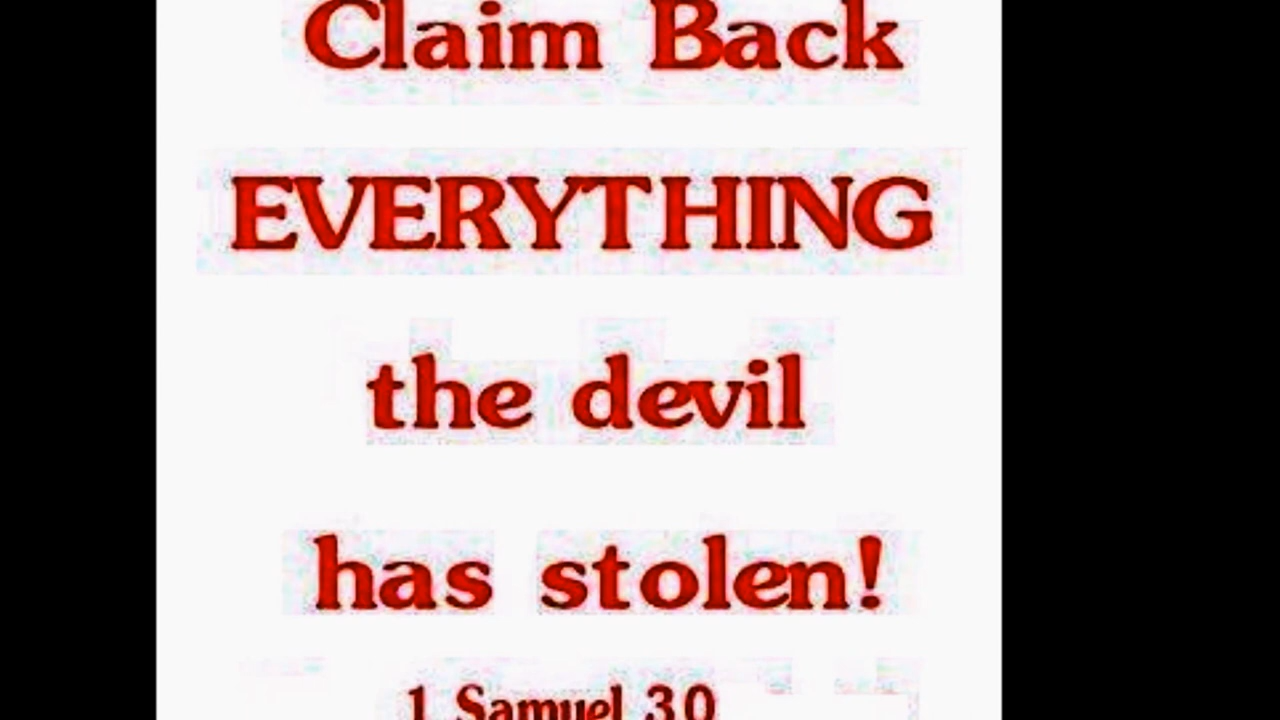 Claim Back
EVERYTHING
the devil
has stolen!
1 Samuel 30